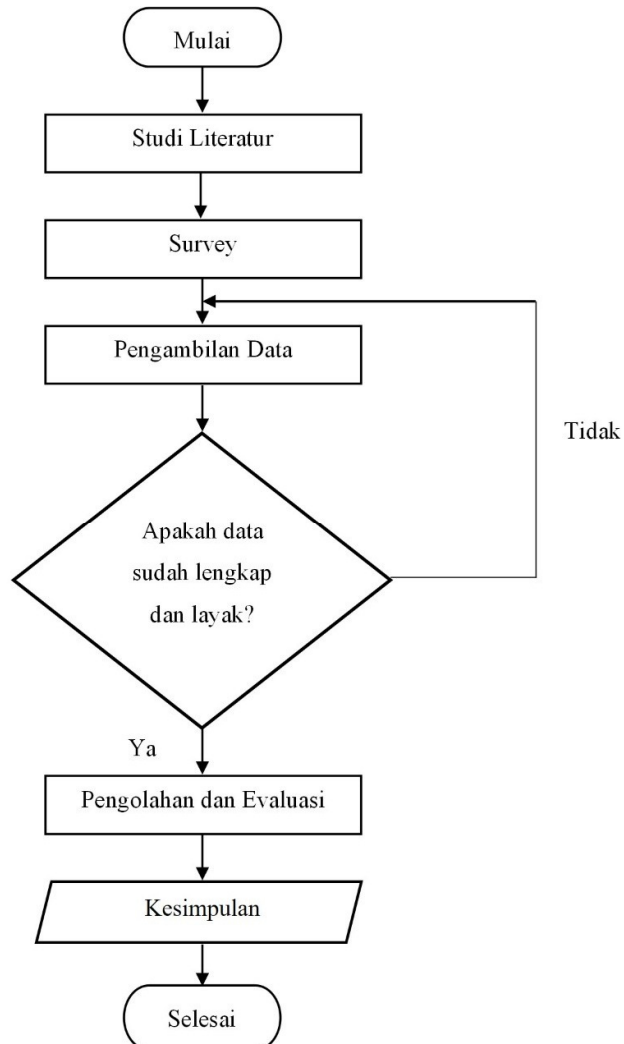 Mulai
Studi Literatur
Survey
Pengambilan Data
Tidak
Apakah data
sudah lengkap
dan layak?
Ya
Pengolahan dan Evaluasi
Kesimpulan
Selesai